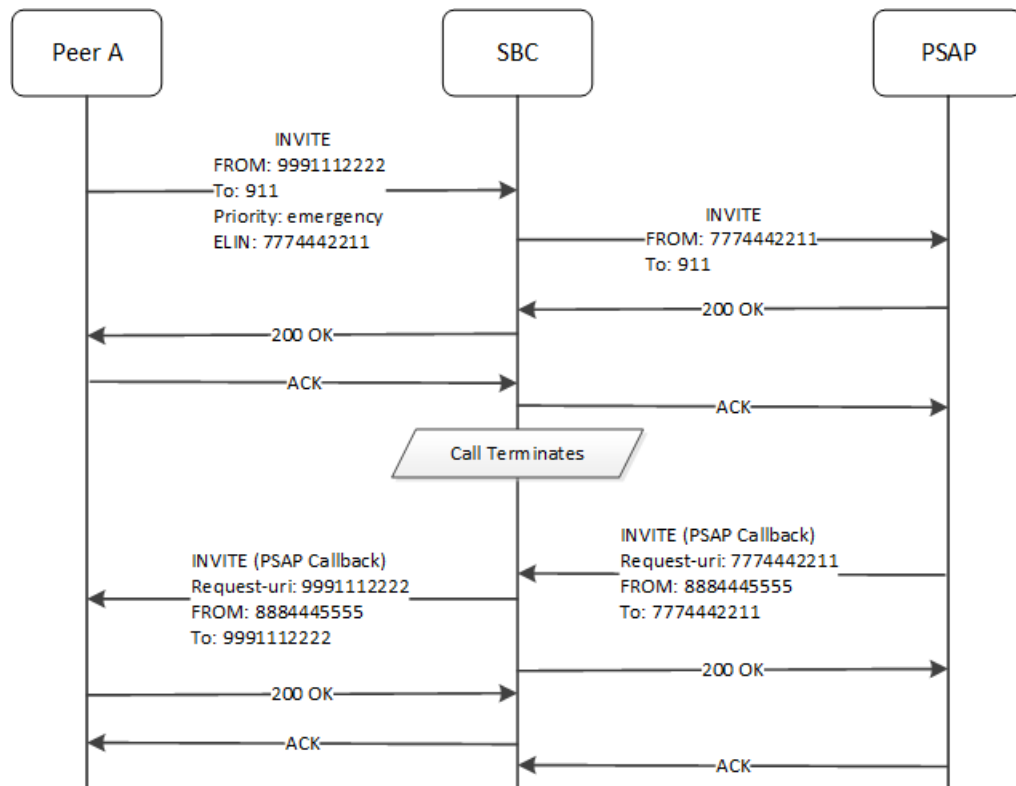 Peer A
SBC
PSAP
INVITE
FROM: 9991112222
To: 911
Priority: emergency
ELIN: 7774442211
INVITE
FROM: 7774442211
To: 911
200 OK
200 OK
ACK
ACK
Call Terminates
INVITE (PSAP Callback)
Request-uri: 7774442211
FROM: 8884445555
To: 7774442211
INVITE (PSAP Callback)
Request-uri: 9991112222
FROM: 8884445555
To: 9991112222
200 OK
200 OK
ACK
ACK